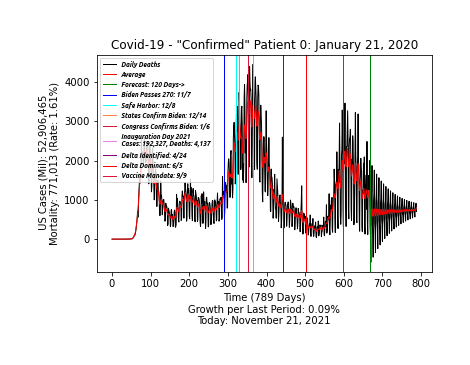 Covid-19 - "Confirmed" Patient 0: January 21, 2020
Daily Deaths
Average
Forecast: 120 Days->
Biden Passes 270: 11/7
Safe Harbor: 12/8
States Confirm Biden: 12/14
Congress Confirms Biden: 1/6
Inauguration Day 2021
Cases: 192,327, Deaths: 4,137
Delta Identified: 4/24
Delta Dominant: 6/5
Vaccine Mandate: 9/9
US Cases (Mil): 52,906,465
Mortality: 771,013 (Rate: 1.61%)
4000
3000
2000
1000
0
0 100 200 300 400 500 600 700 800
Time (789 Days)
Growth per Last Period: 0.09%
Today: November 21, 2021